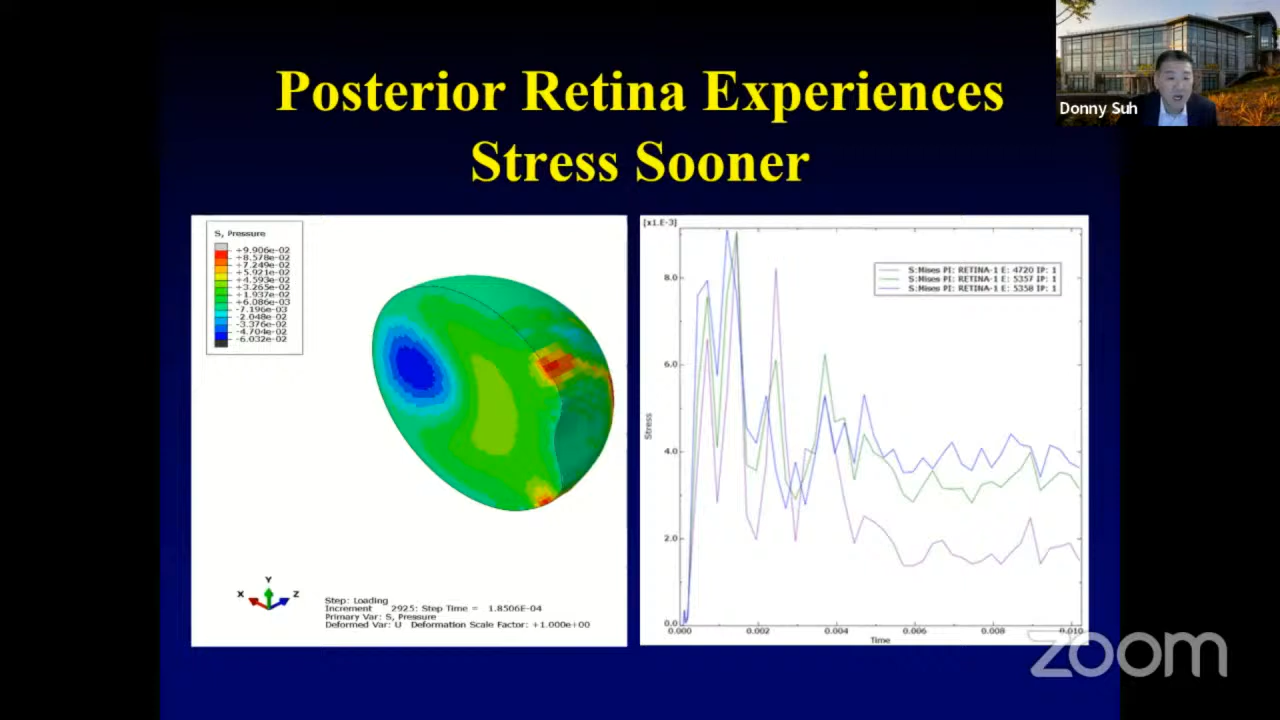 Posterior Retina Experiences
Stress Sooner
Donny Suh
S, Pressure
+9.906e-02
+8.578e-02
+7.249e-02
+5.921e-02
+4.593e-02
+3.265e-02
+1.937e-02
+6.086e-03
-7.196e-03
-2.048e-02
-3.376e-02
-4.704e-02
-6.032e-02
X Y Z
Step: Loading
Increment 2925: Step Time = 1.8506E-04
Primary Var: S, Pressure
Deformed Var: U Deformation Scale Factor: +1.000e+00
[x1.E-3]
S:Mises PI: RETINA-1 E: 4720 IP: 1
S:Mises PI: RETINA-1 E: 5357 IP: 1
S:Mises PI: RETINA-1 E: 5358 IP: 1
8.0
6.0
4.0
2.0
0.0
Stress
0.000 0.002 0.004 0.006 0.008 0.010
Time
zoom